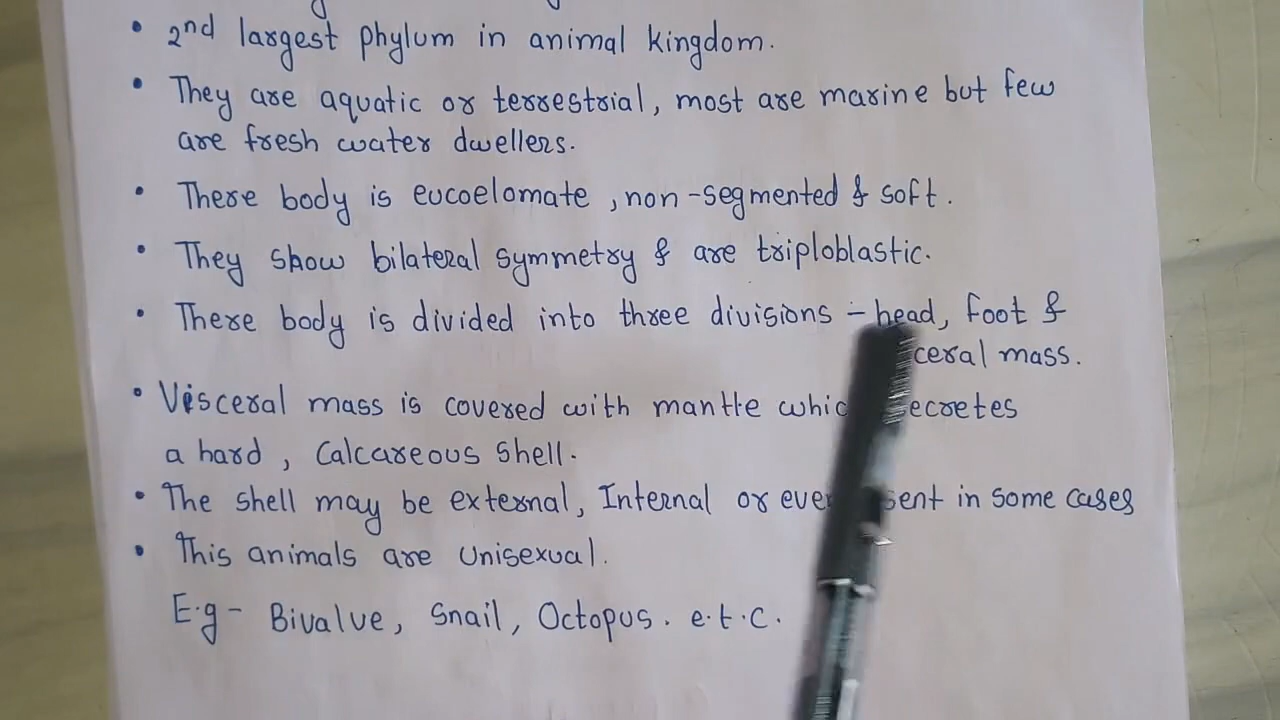 • 2nd largest phylum in animal kingdom.
• They are aquatic or terrestrial, most are marine but few
are fresh water dwellers.
• There body is eucoelomate, non-segmented & soft.
• They show bilateral symmetry & are triploblastic.
• There body is divided into three divisions - head, foot &
ceral mass.
• Visceral mass is covered with mantle whic ecretes
a hard, Calcareous shell.
• The shell may be external, Internal or even sent in some cases
• This animals are Unisexual.
E.g - Bivalve, Snail, Octopus. e.t.c.